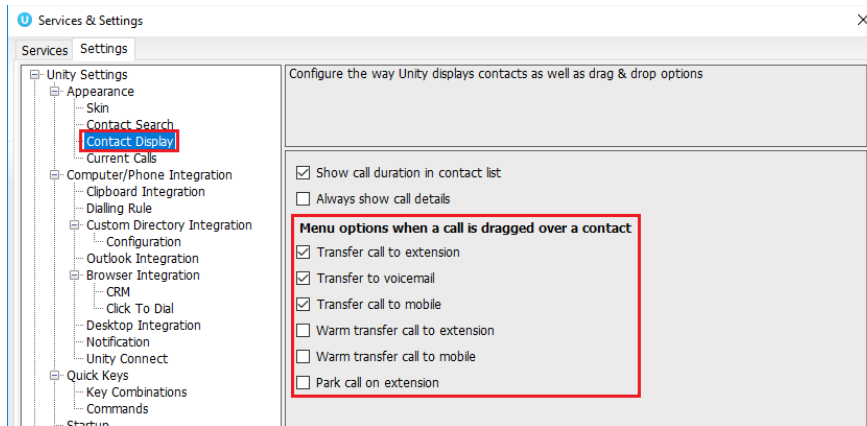 Services & Settings
Services Settings
Unity Settings
Appearance
Skin
Contact Search
Contact Display
Current Calls
Computer/Phone Integration
Clipboard Integration
Dialling Rule
Custom Directory Integration
Configuration
Outlook Integration
Browser Integration
CRM
Click To Dial
Desktop Integration
Notification
Unity Connect
Quick Keys
Key Combinations
Commands
Startup
Configure the way Unity displays contacts as well as drag & drop options
Show call duration in contact list
Always show call details
Menu options when a call is dragged over a contact
Transfer call to extension
Transfer to voicemail
Transfer call to mobile
Warm transfer call to extension
Warm transfer call to mobile
Park call on extension